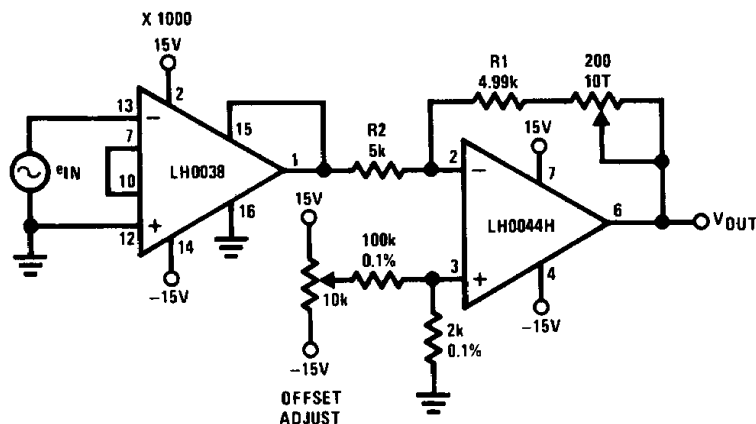 X 1000
15V
2
13
−
7
15
LH0038
1
10
eIN
+
12
16
14
−15V
R2
5k
R1
4.99k
200
10T
15V
7
2
−
LH0044H
6
VOUT
3
+
4
−15V
15V
100k
0.1%
10k
−15V
2k
0.1%
OFFSET
ADJUST